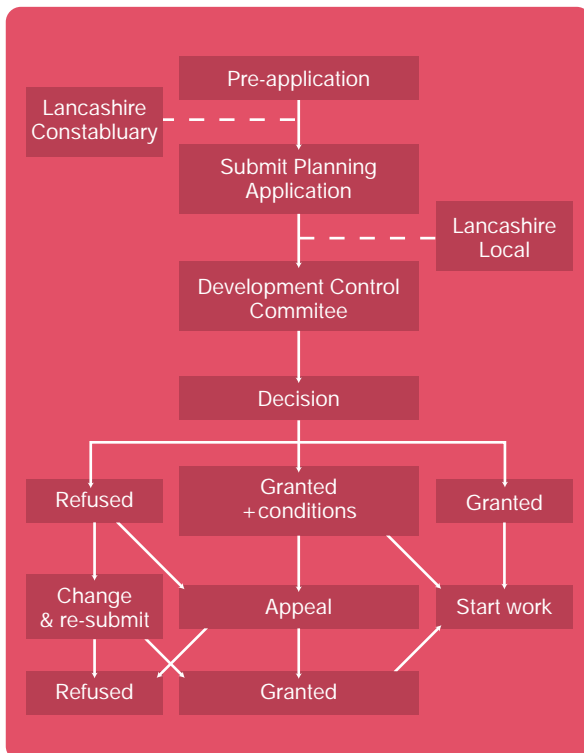 Pre-application
Lancashire
Constabluary
Submit Planning
Application
Lancashire
Local
Development Control
Commitee
Decision
Refused
Granted
+conditions
Granted
Change
& re-submit
Appeal
Start work
Refused
Granted